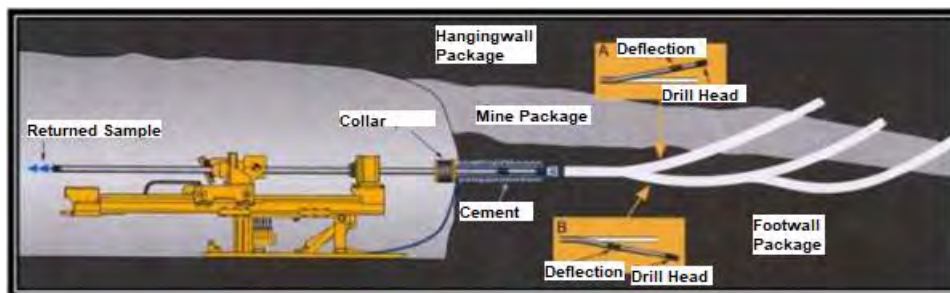 Hangingwall
Package
A
Deflection
Drill Head
Returned Sample
Collar
Mine Package
Cement
B
Deflection
Drill Head
Footwall
Package